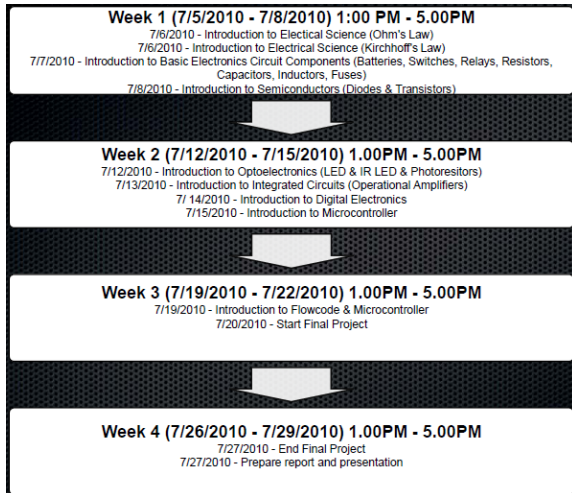 Week 1 (7/5/2010 - 7/8/2010) 1:00 PM - 5.00PM
7/6/2010 - Introduction to Electical Science (Ohm's Law)
7/6/2010 - Introduction to Electrical Science (Kirchhoff's Law)
7/7/2010 - Introduction to Basic Electronics Circuit Components (Batteries, Switches, Relays, Resistors,
Capacitors, Inductors, Fuses)
7/8/2010 - Introduction to Semiconductors (Diodes & Transistors)
Week 2 (7/12/2010 - 7/15/2010) 1.00PM - 5.00PM
7/12/2010 - Introduction to Optoelectronics (LED & IR LED & Photoresitors)
7/13/2010 - Introduction to Integrated Circuits (Operational Amplifiers)
7/ 14/2010 - Introduction to Digital Electronics
7/15/2010 - Introduction to Microcontroller
Week 3 (7/19/2010 - 7/22/2010) 1.00PM - 5.00PM
7/19/2010 - Introduction to Flowcode & Microcontroller
7/20/2010 - Start Final Project
Week 4 (7/26/2010 - 7/29/2010) 1.00PM - 5.00PM
7/27/2010 - End Final Project
7/27/2010 - Prepare report and presentation